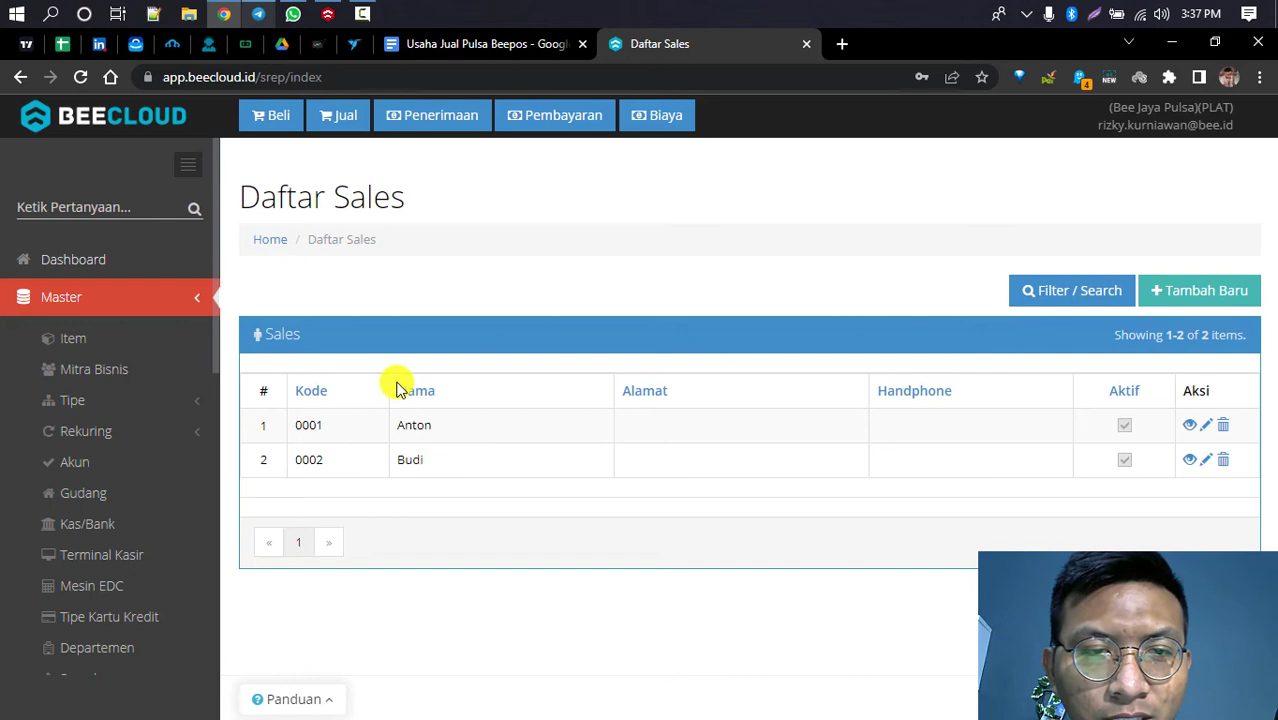 3:37 PM
Usaha Jual Pulsa Beepos - Googl
Daftar Sales
app.beecloud.id/srep/index
4
NEW
BEECLOUD
Beli
Jual
Penerimaan
Pembayaran
Biaya
(Bee Jaya Pulsa)(PLAT)
rizky.kurniawan@bee.id
Ketik Pertanyaan...
Dashboard
Master
Item
Mitra Bisnis
Tipe
Rekuring
Akun
Gudang
Kas/Bank
Terminal Kasir
Mesin EDC
Tipe Kartu Kredit
Departemen
Daftar Sales
Home / Daftar Sales
Filter / Search
+ Tambah Baru
Sales
Showing 1-2 of 2 items.
# Kode ama Alamat Handphone Aktif Aksi
1 0001 Anton
2 0002 Budi
« 1 »
Panduan